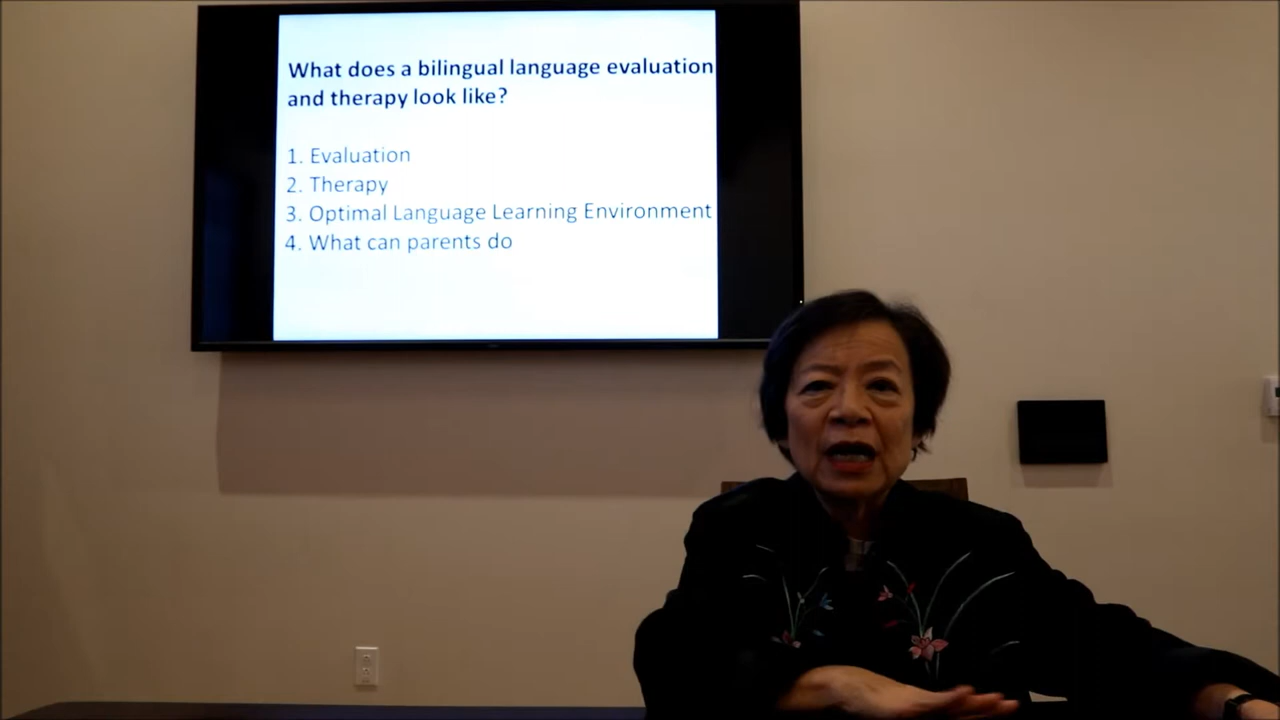 What does a bilingual language evaluation
and therapy look like?
1. Evaluation
2. Therapy
3. Optimal Language Learning Environment
4. What can parents do